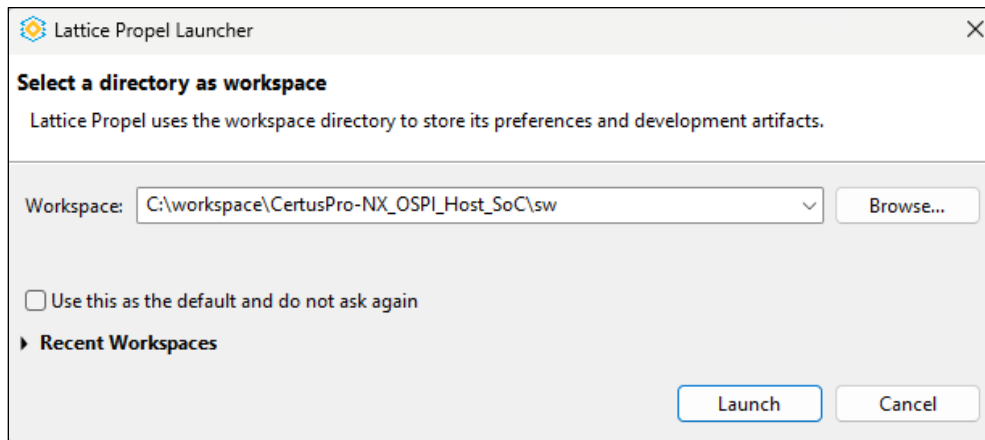 Lattice Propel Launcher
Select a directory as workspace
Lattice Propel uses the workspace directory to store its preferences and development artifacts.
Workspace: C:\workspace\CertusPro-NX_OSPI_Host_SoC\sw Browse...
Use this as the default and do not ask again
Recent Workspaces
Launch Cancel